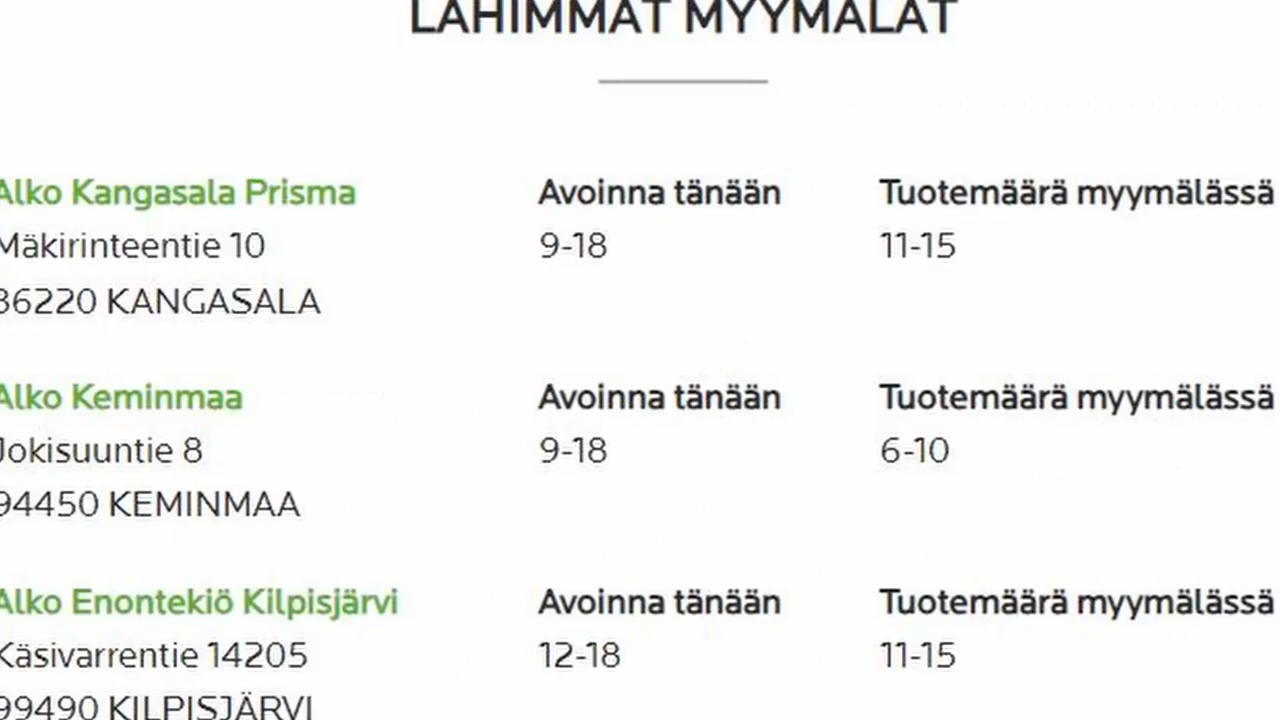 LÄHIMMÄT MYYMÄLÄT
Alko Kangasala Prisma
Mäkirinteentie 10
36220 KANGASALA
Avoinna tänään
9-18
Tuotemäärä myymälässä
11-15
Alko Keminmaa
Jokisuuntie 8
94450 KEMINMAA
Avoinna tänään
9-18
Tuotemäärä myymälässä
6-10
Alko Enontekiö Kilpisjärvi
Käsivarrentie 14205
99490 KILPISJÄRVI
Avoinna tänään
12-18
Tuotemäärä myymälässä
11-15